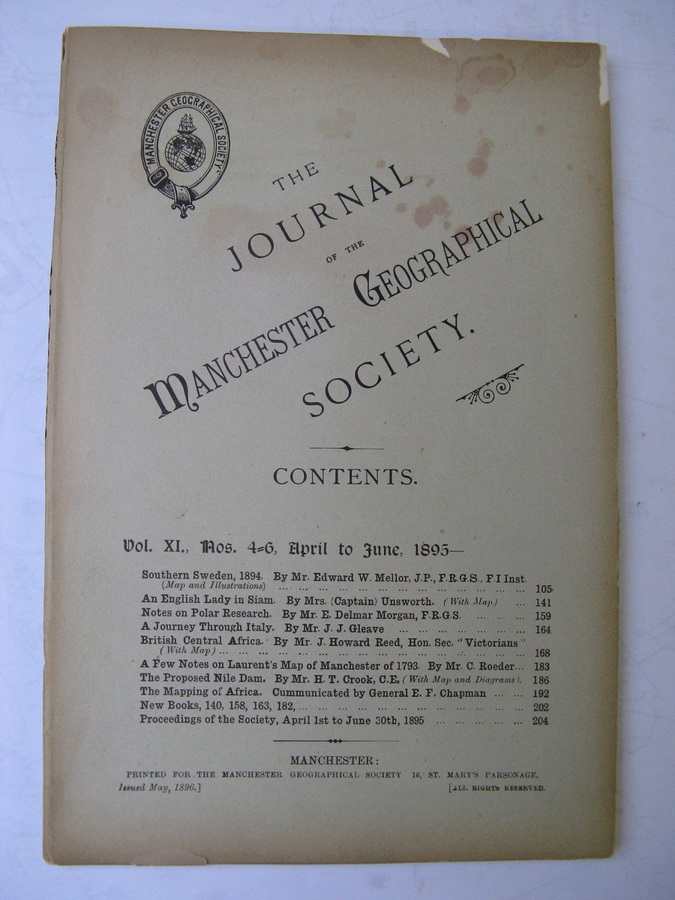 MANCHESTER GEOGRAPHICAL SOCIETY
THE
JOURNAL
OF THE
MANCHESTER GEOGRAPHICAL
SOCIETY.
CONTENTS.
Vol. XI., Nos. 4-6, April to June, 1895—
Southern Sweden, 1894. By Mr. Edward W. Mellor, J.P., F.R.G.S., F I Inst.
(Map and Illustrations) ... 105
An English Lady in Siam. By Mrs. (Captain) Unsworth. (With Map) ... 141
Notes on Polar Research. By Mr. E. Delmar Morgan, F.R.G.S. ... 159
A Journey Through Italy. By Mr. J. J. Gleave ... 164
British Central Africa. By Mr. J. Howard Reed, Hon. Sec. "Victorians"
(With Map) ... 168
A Few Notes on Laurent's Map of Manchester of 1793. By Mr. C. Roeder... 183
The Proposed Nile Dam. By Mr. H. T. Crook, C.E. (With Map and Diagrams). 186
The Mapping of Africa. Cummunicated by General E. F. Chapman ... 192
New Books, 140, 158, 163, 182, ... 202
Proceedings of the Society, April 1st to June 30th, 1895 ... 204
MANCHESTER:
PRINTED FOR THE MANCHESTER GEOGRAPHICAL SOCIETY 16, ST. MARY'S PARSONAGE.
Issued May, 1896.] [ALL RIGHTS RESERVED.